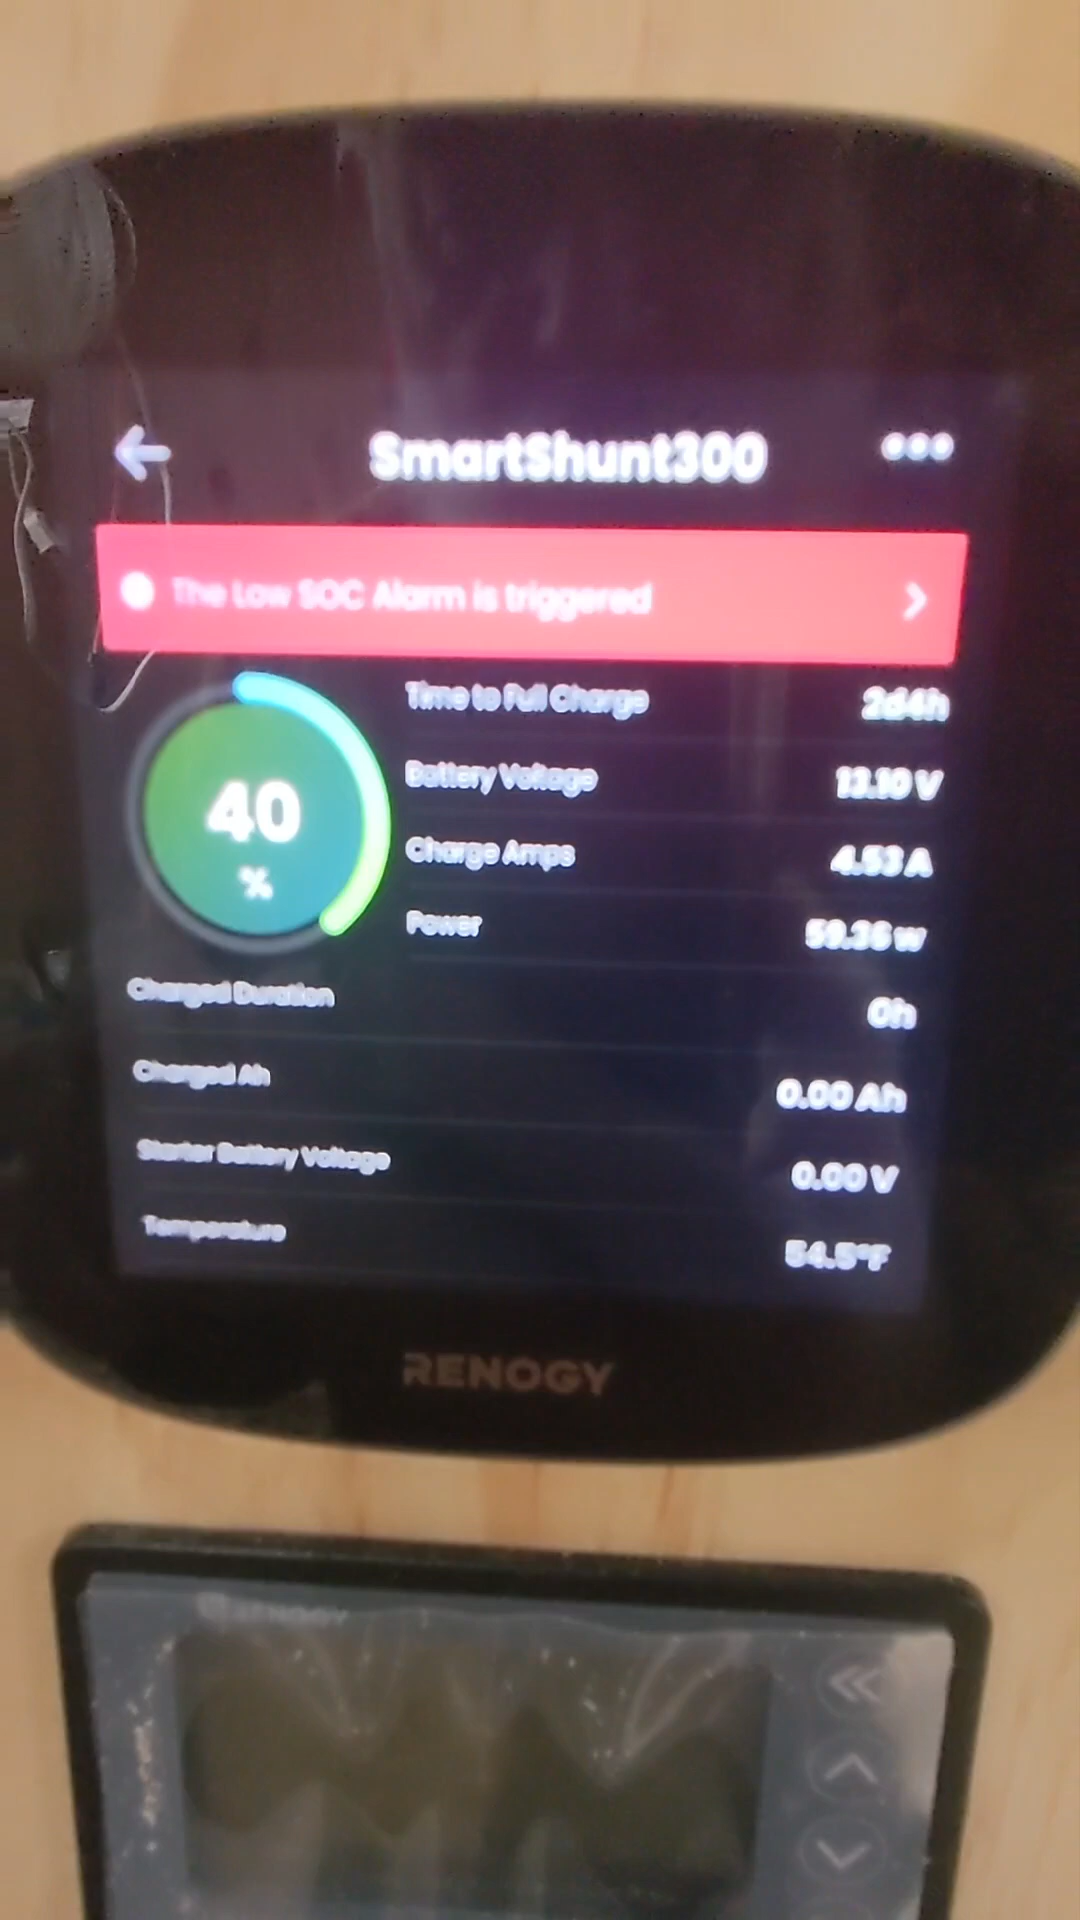 SmartShunt300
The Low SOC Alarm is triggered
40
%
Time to Full Charge 2d4h
Battery Voltage 13.10 V
Charge Amps 4.53 A
Power 59.36 w
Charged Duration 0h
Charged Ah 0.00 Ah
Starter Battery Voltage 0.00 V
Temperature 54.5°F
RENOGY
RENOGY